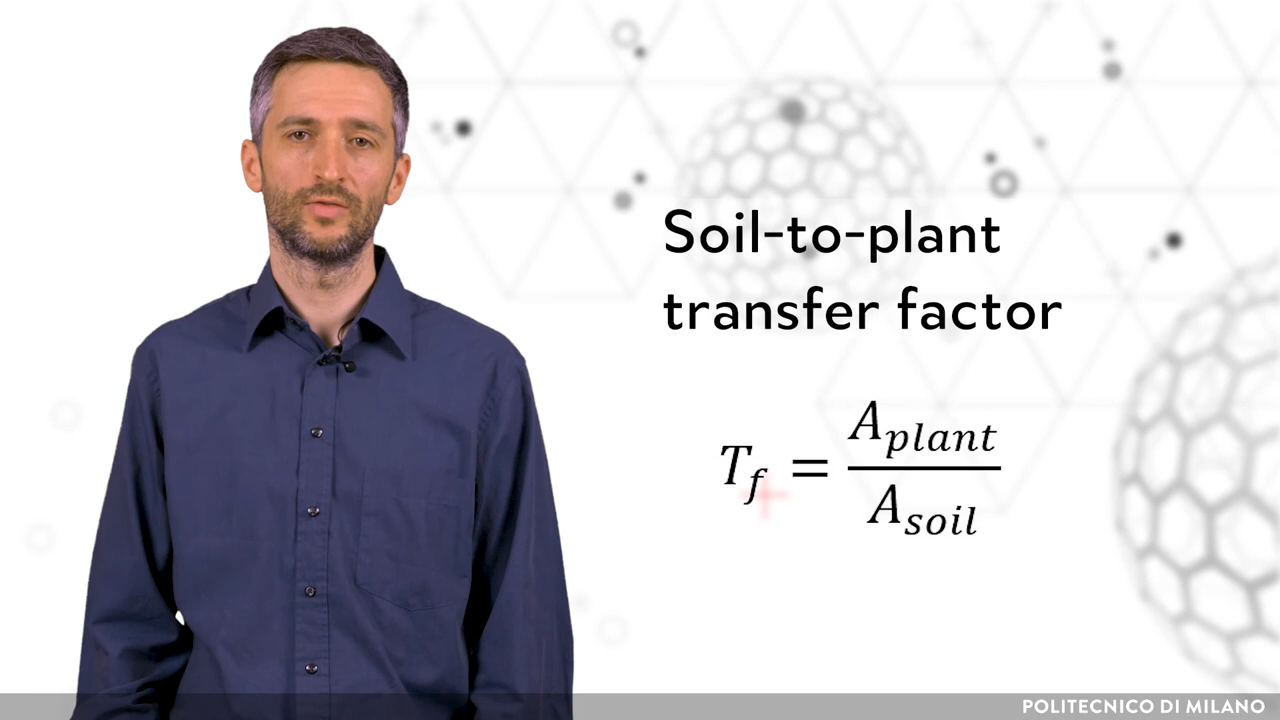 Soil-to-plant
transfer factor
T_f = A_plant / A_soil
POLITECNICO DI MILANO